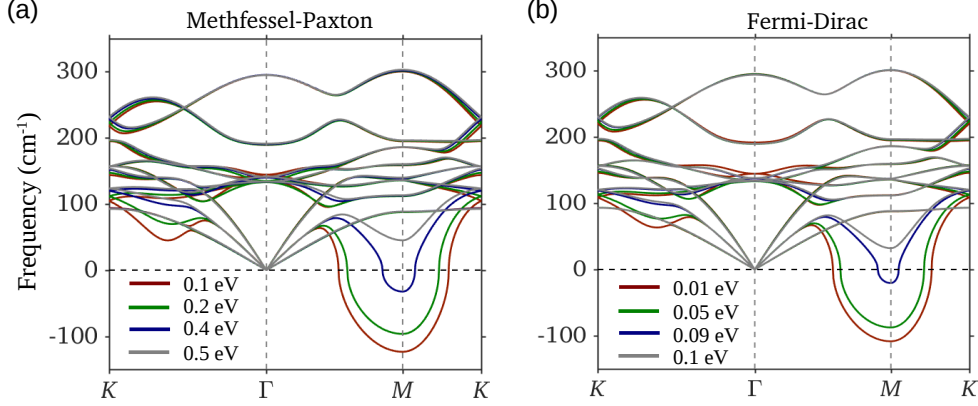 (a)
Methfessel-Paxton
Frequency (cm⁻¹)
300
200
100
0
-100
0.1 eV
0.2 eV
0.4 eV
0.5 eV
K Γ M K
(b)
Fermi-Dirac
300
200
100
0
-100
0.01 eV
0.05 eV
0.09 eV
0.1 eV
K Γ M K